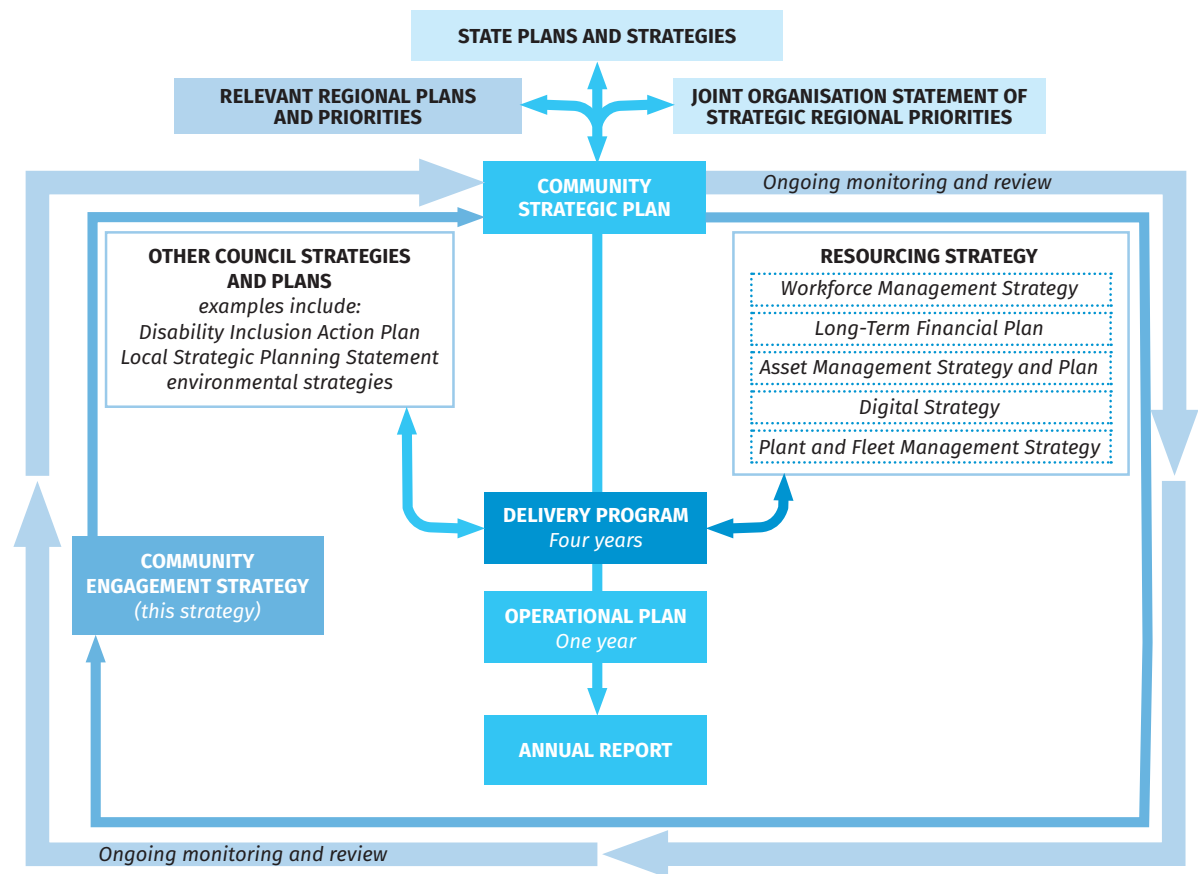 STATE PLANS AND STRATEGIES
RELEVANT REGIONAL PLANS
AND PRIORITIES
JOINT ORGANISATION STATEMENT OF
STRATEGIC REGIONAL PRIORITIES
COMMUNITY
STRATEGIC PLAN
Ongoing monitoring and review
OTHER COUNCIL STRATEGIES
AND PLANS
examples include:
Disability Inclusion Action Plan
Local Strategic Planning Statement
environmental strategies
RESOURCING STRATEGY
Workforce Management Strategy
Long-Term Financial Plan
Asset Management Strategy and Plan
Digital Strategy
Plant and Fleet Management Strategy
DELIVERY PROGRAM
Four years
COMMUNITY
ENGAGEMENT STRATEGY
(this strategy)
OPERATIONAL PLAN
One year
ANNUAL REPORT
Ongoing monitoring and review